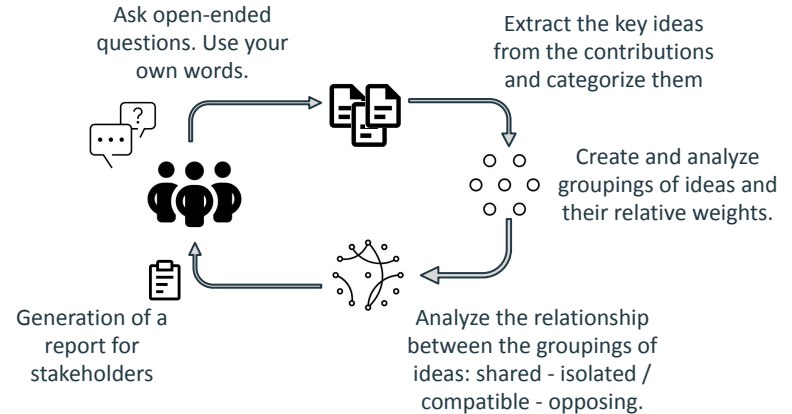 Ask open-ended
questions. Use your
own words.
Extract the key ideas
from the contributions
and categorize them
?
Create and analyze
groupings of ideas and
their relative weights.
Generation of a
report for
stakeholders
Analyze the relationship
between the groupings of
ideas: shared - isolated /
compatible - opposing.